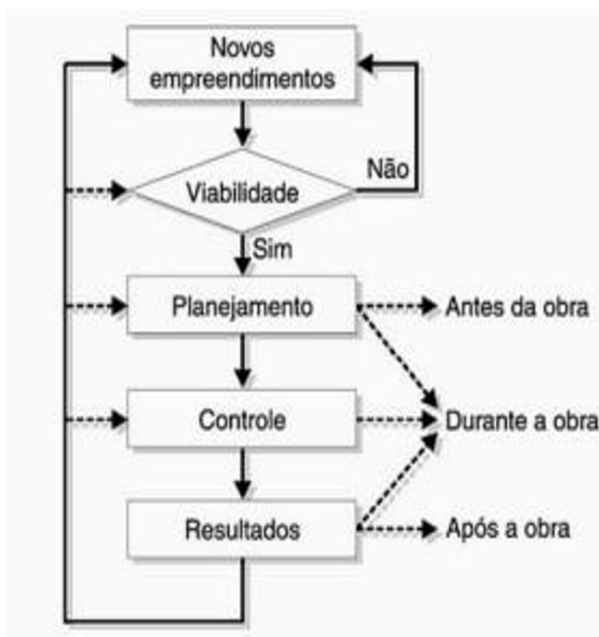 Novos
empreendimentos
Não
Viabilidade
Sim
Planejamento
Antes da obra
Controle
Durante a obra
Resultados
Após a obra